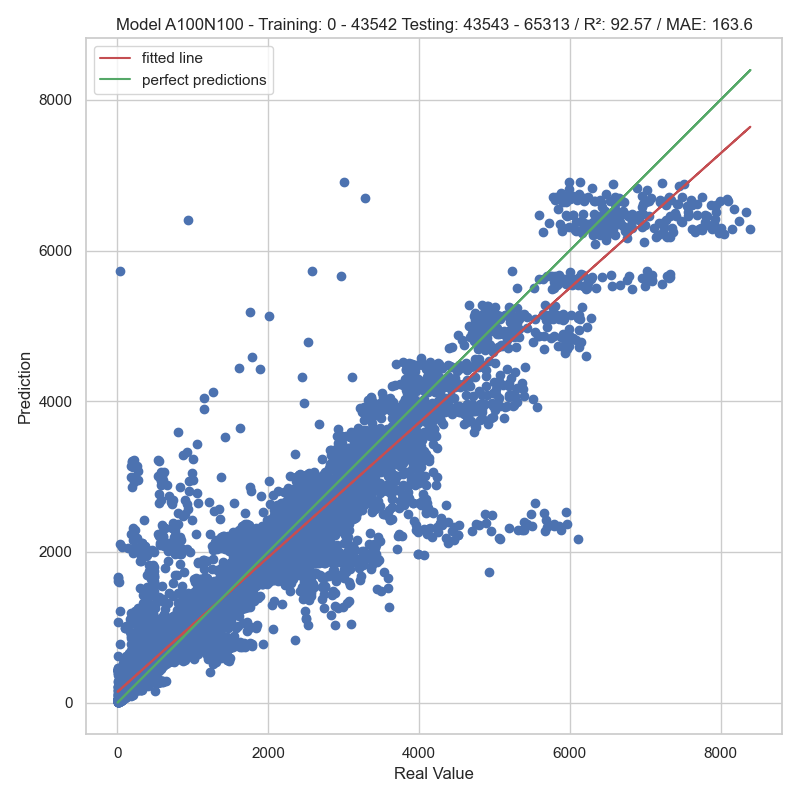 Model A100N100 - Training: 0 - 43542 Testing: 43543 - 65313 / R²: 92.57 / MAE: 163.6
fitted line
perfect predictions
8000
6000
4000
2000
0
Prediction
0 2000 4000 6000 8000
Real Value